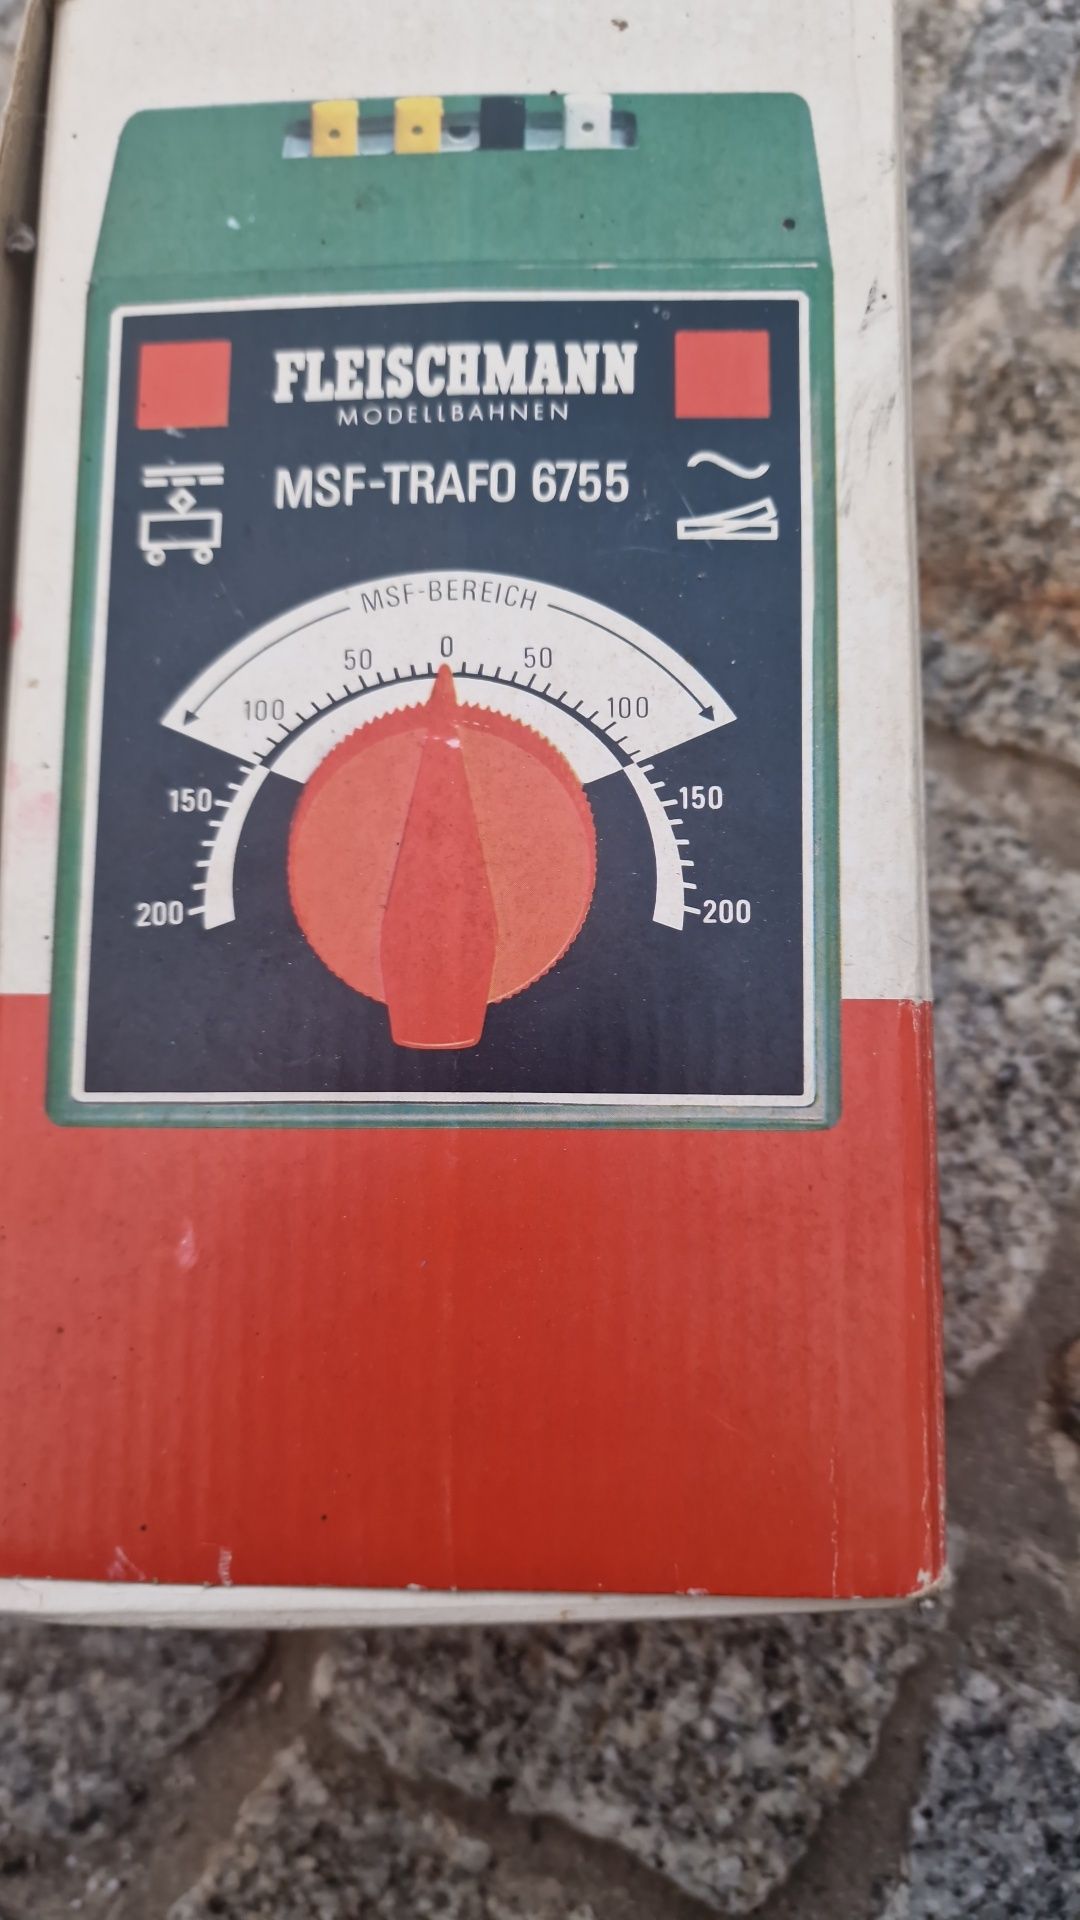 FLEISCHMANN
MODELLBAHNEN
MSF-TRAFO 6755
MSF-BEREICH
0
50 50
100 100
150 150
200 200